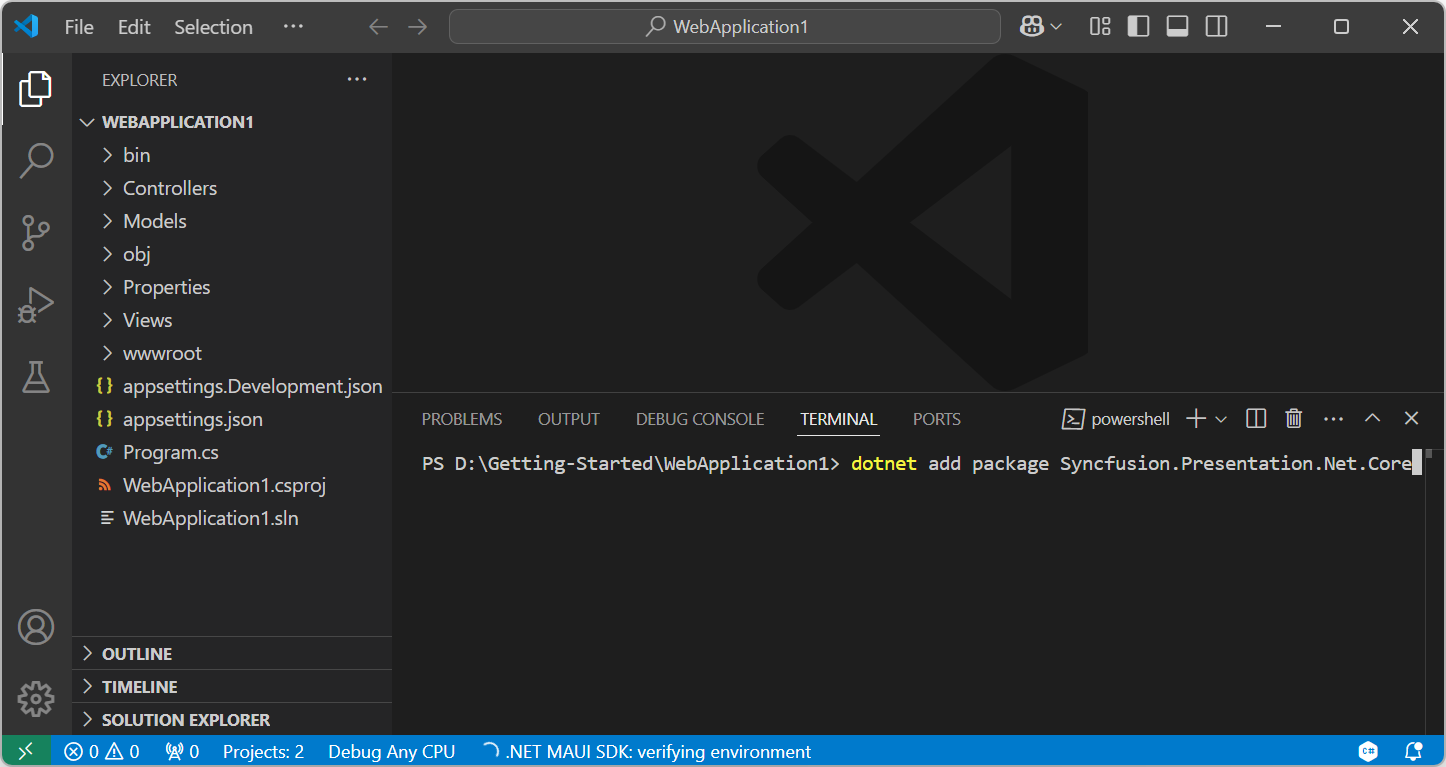 File Edit Selection ··· WebApplication1
EXPLORER ···
WEBAPPLICATION1
bin
Controllers
Models
obj
Properties
Views
wwwroot
{} appsettings.Development.json
{} appsettings.json
C# Program.cs
WebApplication1.csproj
WebApplication1.sln
OUTLINE
TIMELINE
SOLUTION EXPLORER
PROBLEMS OUTPUT DEBUG CONSOLE TERMINAL PORTS powershell ···
PS D:\Getting-Started\WebApplication1> dotnet add package Syncfusion.Presentation.Net.Core
0 0 0 Projects: 2 Debug Any CPU .NET MAUI SDK: verifying environment C#